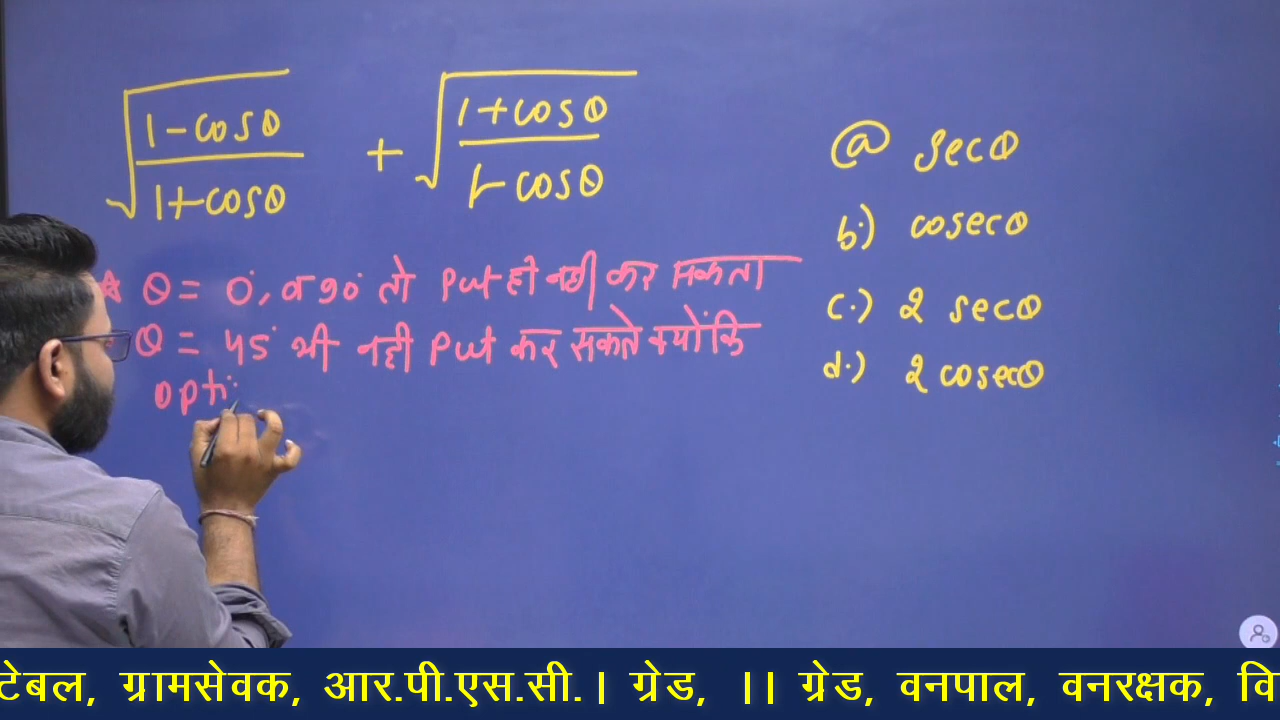 √((1-cosθ)/(1+cosθ)) + √((1+cosθ)/(1-cosθ))
θ = 0°, व 90° तो Put ही नही कर सकता
θ = 45° भी नही Put कर सकते क्योंकि
opti
@ secθ
b.) cosecθ
c.) 2 secθ
d.) 2 cosecθ
टेबल, ग्रामसेवक, आर.पी.एस.सी.। ग्रेड, ।। ग्रेड, वनपाल, वनरक्षक, वि